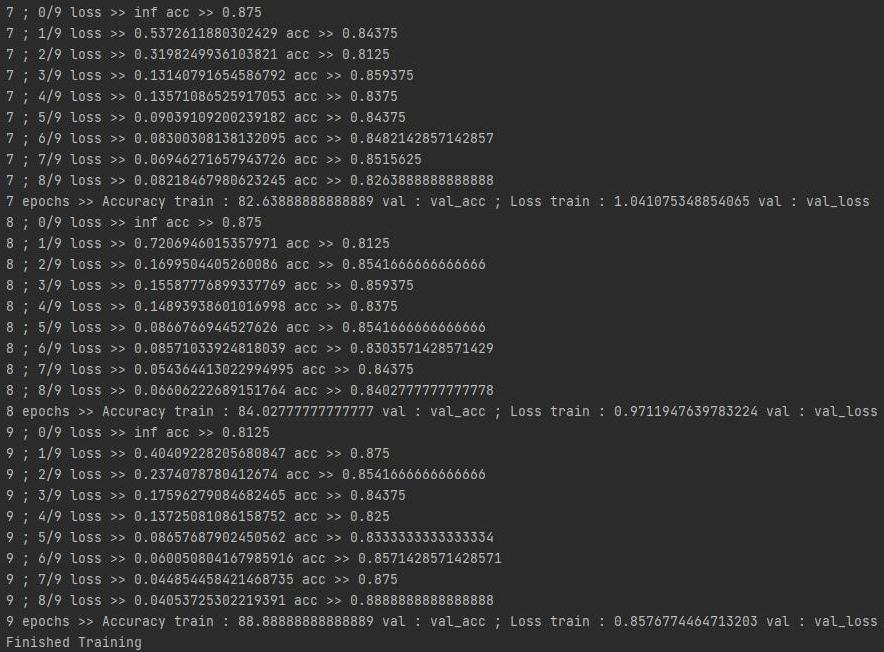 7 ; 0/9 loss >> inf acc >> 0.875
7 ; 1/9 loss >> 0.5372611880302429 acc >> 0.84375
7 ; 2/9 loss >> 0.3198249936103821 acc >> 0.8125
7 ; 3/9 loss >> 0.13140791654586792 acc >> 0.859375
7 ; 4/9 loss >> 0.13571086525917053 acc >> 0.8375
7 ; 5/9 loss >> 0.09039109200239182 acc >> 0.84375
7 ; 6/9 loss >> 0.08300308138132095 acc >> 0.8482142857142857
7 ; 7/9 loss >> 0.06946271657943726 acc >> 0.8515625
7 ; 8/9 loss >> 0.08218467980623245 acc >> 0.8263888888888888
7 epochs >> Accuracy train : 82.63888888888889 val : val_acc ; Loss train : 1.041075348854065 val : val_loss
8 ; 0/9 loss >> inf acc >> 0.875
8 ; 1/9 loss >> 0.7206946015357971 acc >> 0.8125
8 ; 2/9 loss >> 0.1699504405260086 acc >> 0.8541666666666666
8 ; 3/9 loss >> 0.15587776899337769 acc >> 0.859375
8 ; 4/9 loss >> 0.14893938601016998 acc >> 0.8375
8 ; 5/9 loss >> 0.0866766944527626 acc >> 0.8541666666666666
8 ; 6/9 loss >> 0.08571033924818039 acc >> 0.8303571428571429
8 ; 7/9 loss >> 0.054364413022994995 acc >> 0.84375
8 ; 8/9 loss >> 0.06606222689151764 acc >> 0.8402777777777778
8 epochs >> Accuracy train : 84.02777777777777 val : val_acc ; Loss train : 0.9711947639783224 val : val_loss
9 ; 0/9 loss >> inf acc >> 0.8125
9 ; 1/9 loss >> 0.40409228205680847 acc >> 0.875
9 ; 2/9 loss >> 0.2374078780412674 acc >> 0.8541666666666666
9 ; 3/9 loss >> 0.17596279084682465 acc >> 0.84375
9 ; 4/9 loss >> 0.13725081086158752 acc >> 0.825
9 ; 5/9 loss >> 0.08657687902450562 acc >> 0.8333333333333334
9 ; 6/9 loss >> 0.060050804167985916 acc >> 0.8571428571428571
9 ; 7/9 loss >> 0.044854458421468735 acc >> 0.875
9 ; 8/9 loss >> 0.04053725302219391 acc >> 0.8888888888888888
9 epochs >> Accuracy train : 88.88888888888889 val : val_acc ; Loss train : 0.8576774464713203 val : val_loss
Finished Training